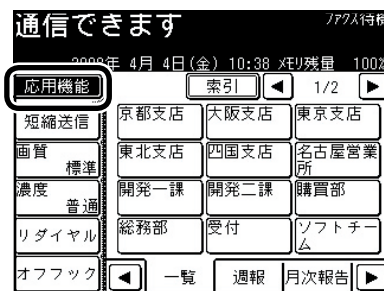 通信できます
ファクス待機
2008年 4月 4日(金) 10:38 メモリ残量 100%
応用機能
索引
1/2
短縮送信
京都支店
大阪支店
東京支店
画質
標準
東北支店
四国支店
名古屋営業
所
濃度
普通
開発一課
開発二課
購買部
リダイヤル
総務部
受付
ソフトチー
ム
オフフック
一覧
週報
月次報告